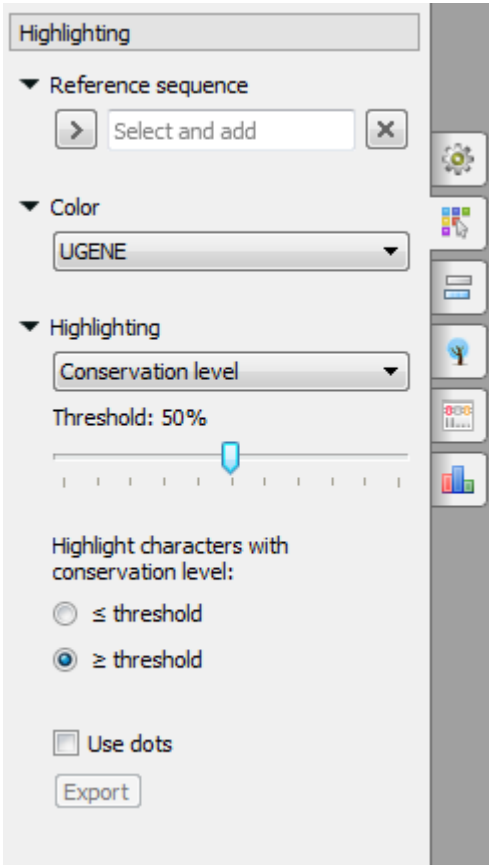 Highlighting
Reference sequence
Select and add
Color
UGENE
Highlighting
Conservation level
Threshold: 50%
Highlight characters with
conservation level:
≤ threshold
≥ threshold
Use dots
Export